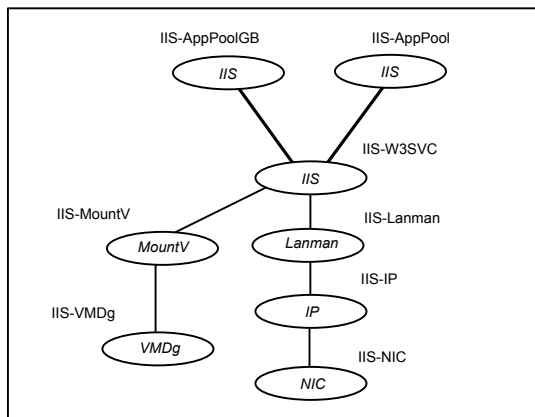 IIS-AppPoolGB
IIS-AppPool
IIS
IIS
IIS-W3SVC
IIS
IIS-MountV
IIS-Lanman
MountV
Lanman
IIS-IP
IIS-VMDg
IP
VMDg
IIS-NIC
NIC